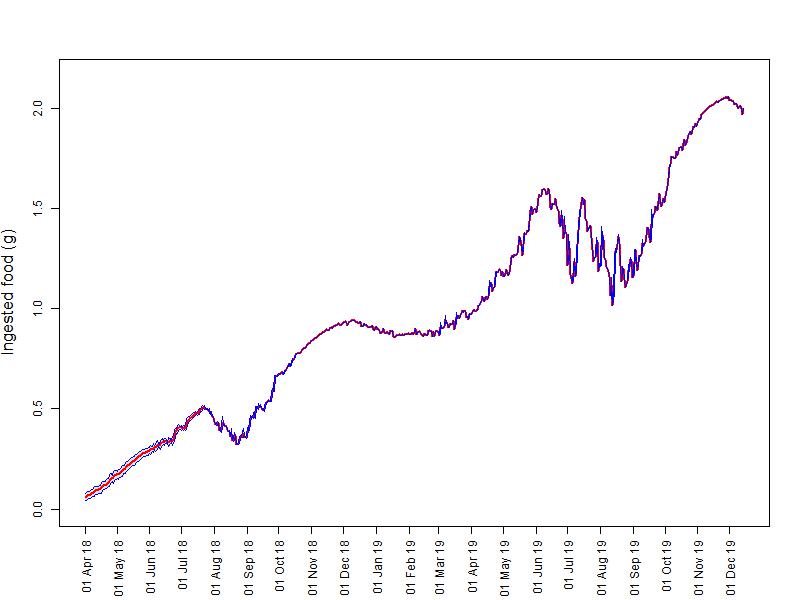 Ingested food (g)
2.0
1.5
1.0
0.5
0.0
01 Apr 18
01 May 18
01 Jun 18
01 Jul 18
01 Aug 18
01 Sep 18
01 Oct 18
01 Nov 18
01 Dec 18
01 Jan 19
01 Feb 19
01 Mar 19
01 Apr 19
01 May 19
01 Jun 19
01 Jul 19
01 Aug 19
01 Sep 19
01 Oct 19
01 Nov 19
01 Dec 19